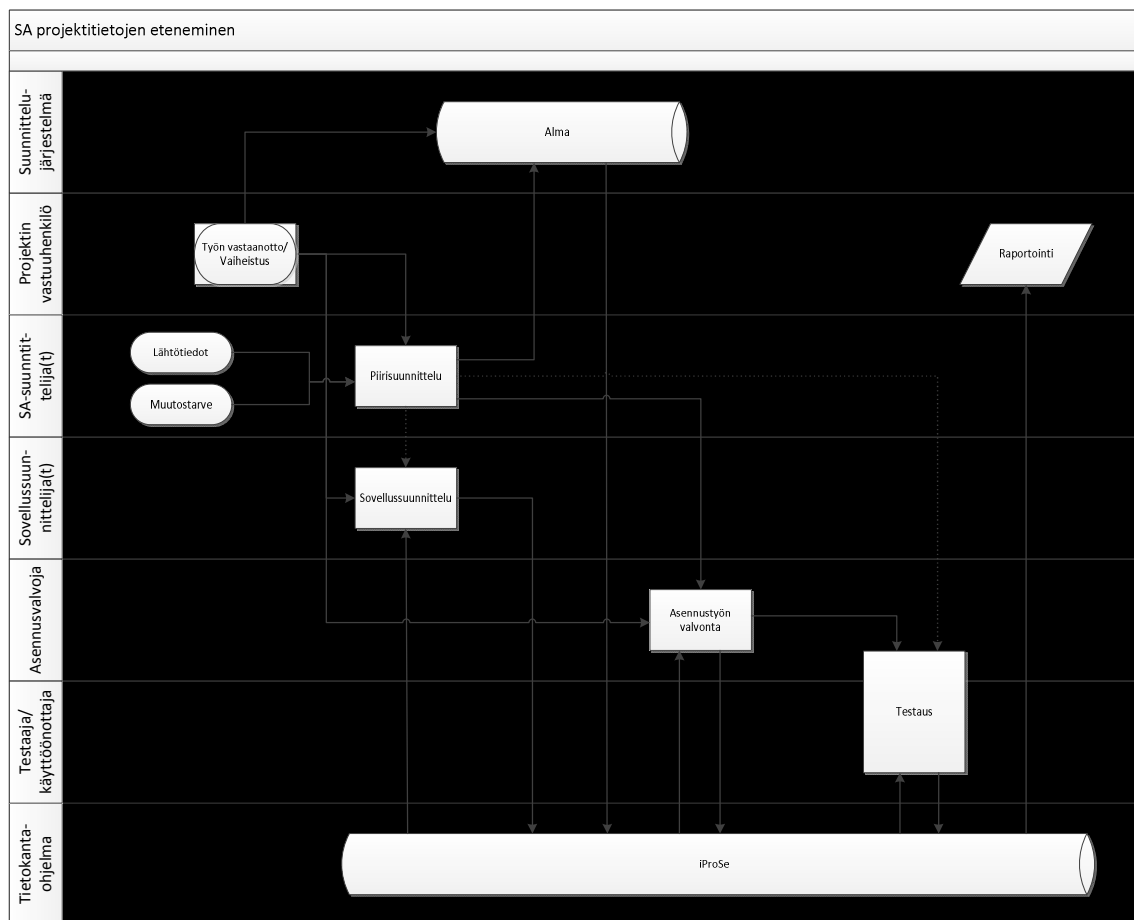 SA projektitietojen eteneminen
Suunnittelu-
järjestelmä
Alma
Projektin
vastuuhenkilö
Työn vastaanotto/
Vaiheistus
Raportointi
SA-suunntit-
telija(t)
Lähtötiedot
Muutostarve
Piirisuunnittelu
Sovellussuun-
nittelija(t)
Sovellussuunnittelu
Asennusvalvoja
Asennustyön
valvonta
Testaaja/
käyttöönottaja
Testaus
Tietokanta-
ohjelma
iProSe